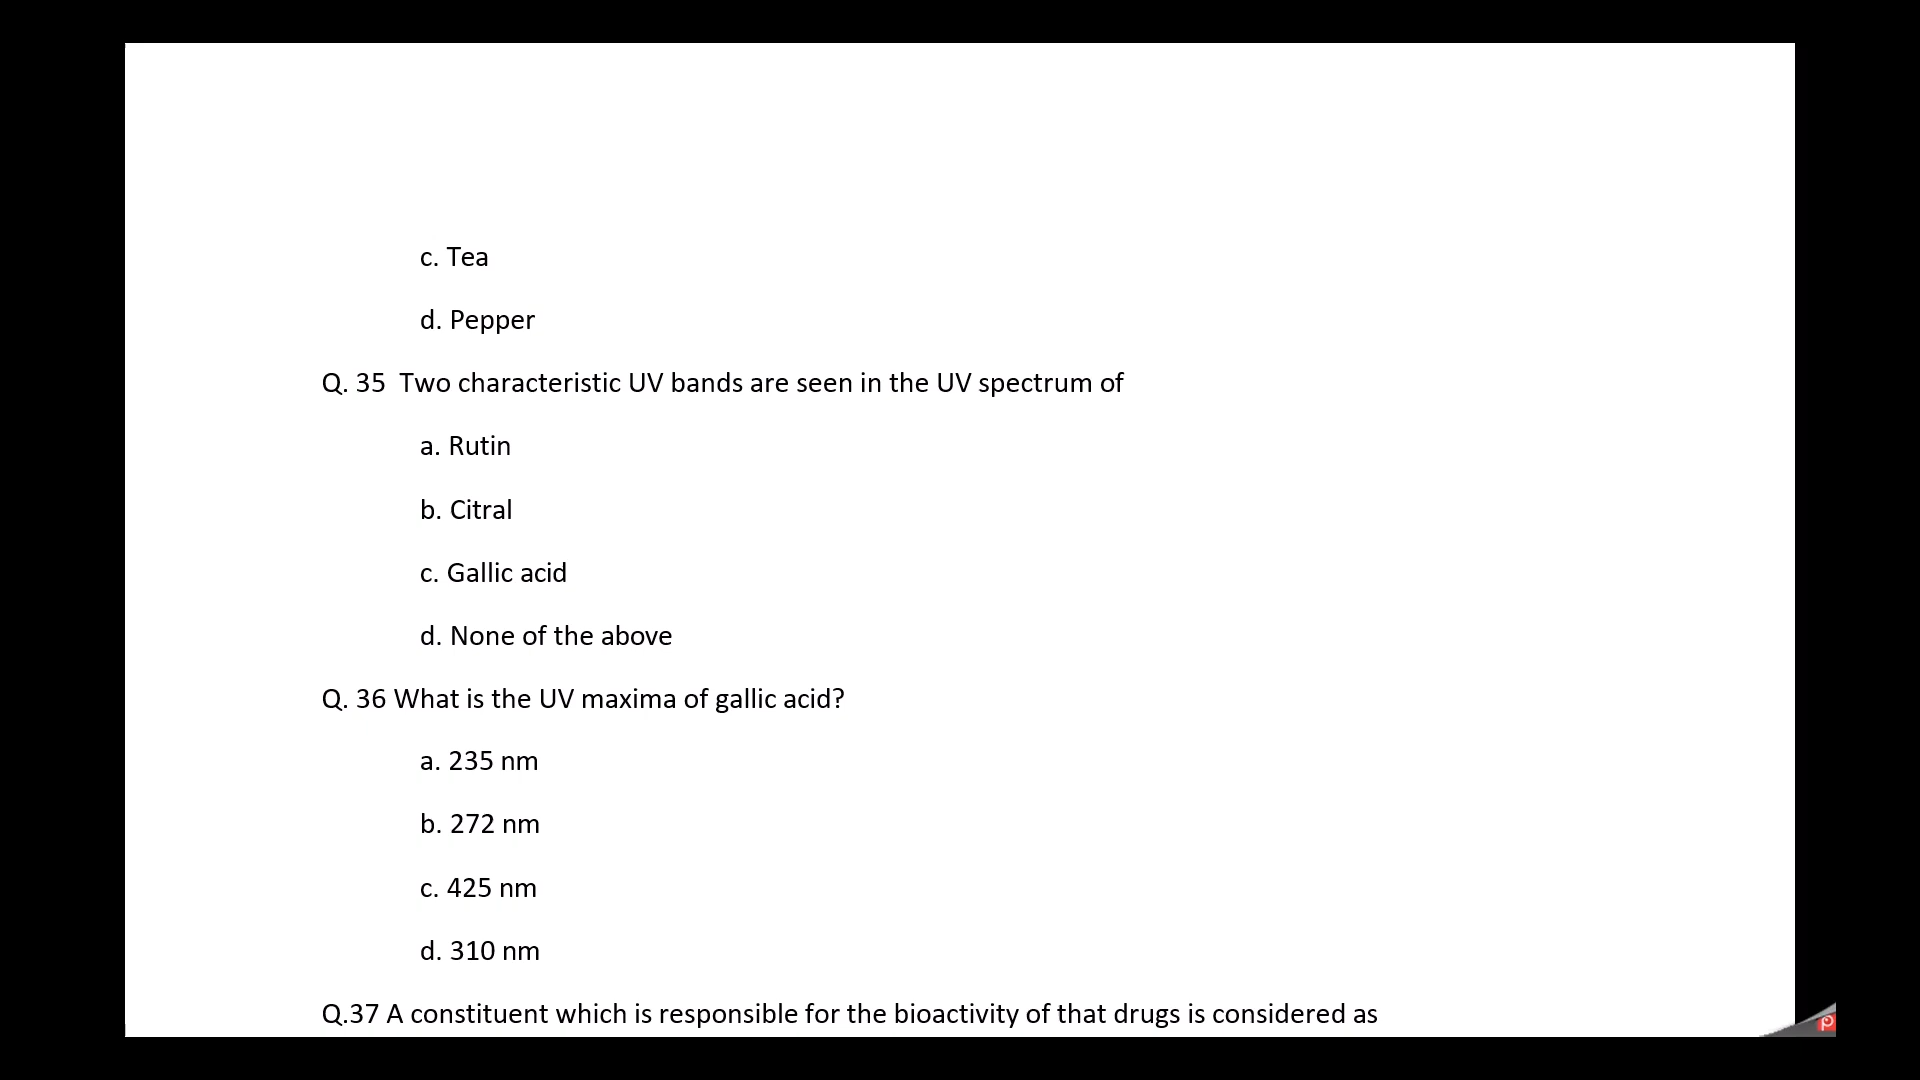 c. Tea
d. Pepper
Q. 35  Two characteristic UV bands are seen in the UV spectrum of
a. Rutin
b. Citral
c. Gallic acid
d. None of the above
Q. 36 What is the UV maxima of gallic acid?
a. 235 nm
b. 272 nm
c. 425 nm
d. 310 nm
Q.37 A constituent which is responsible for the bioactivity of that drugs is considered as